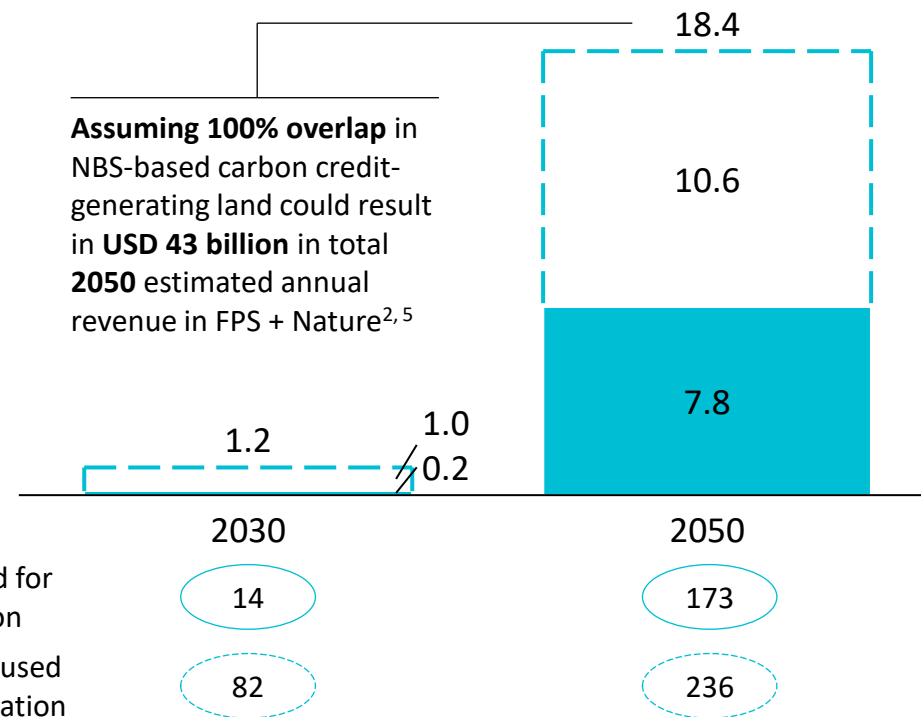 18.4
Assuming 100% overlap in
NBS-based carbon credit-
generating land could result
in USD 43 billion in total
2050 estimated annual
revenue in FPS + Nature2, 5
10.6
7.8
1.2
1.0
0.2
2030
2050
d for
on
14
173
used
ation
82
236